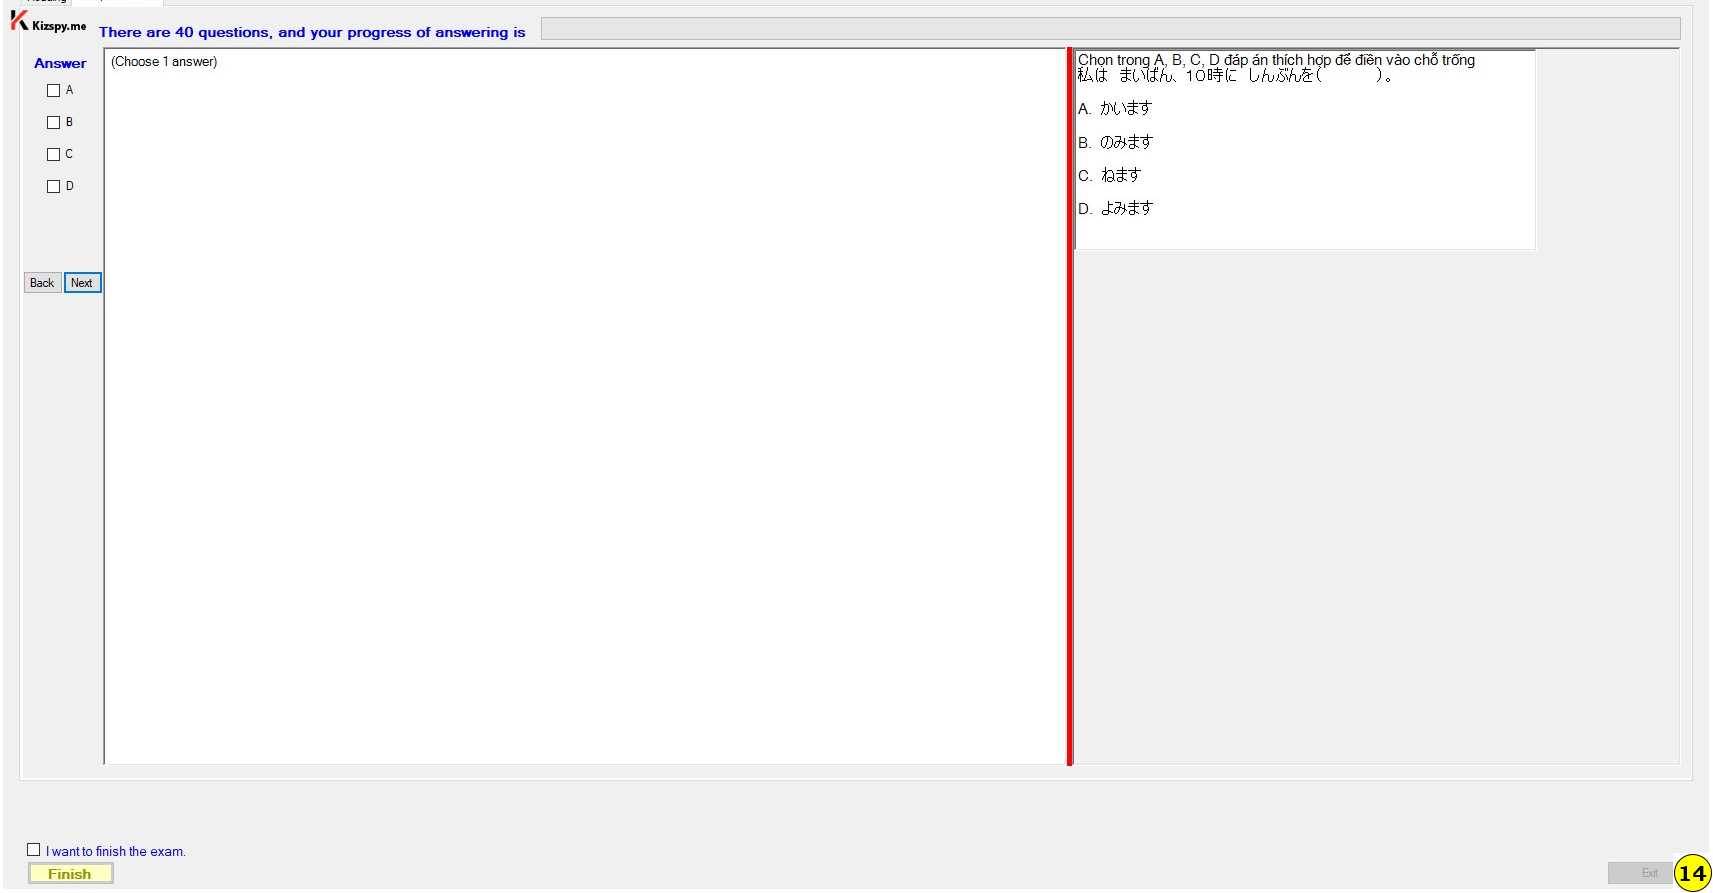 Kizspy.me
There are 40 questions, and your progress of answering is
Answer
(Choose 1 answer)
A
B
C
D
Back Next
Chọn trong A, B, C, D đáp án thích hợp để điền vào chỗ trống
私は まいばん、10時に しんぶんを( )。
A. かいます
B. のみます
C. ねます
D. よみます
I want to finish the exam.
Finish
Exit
14